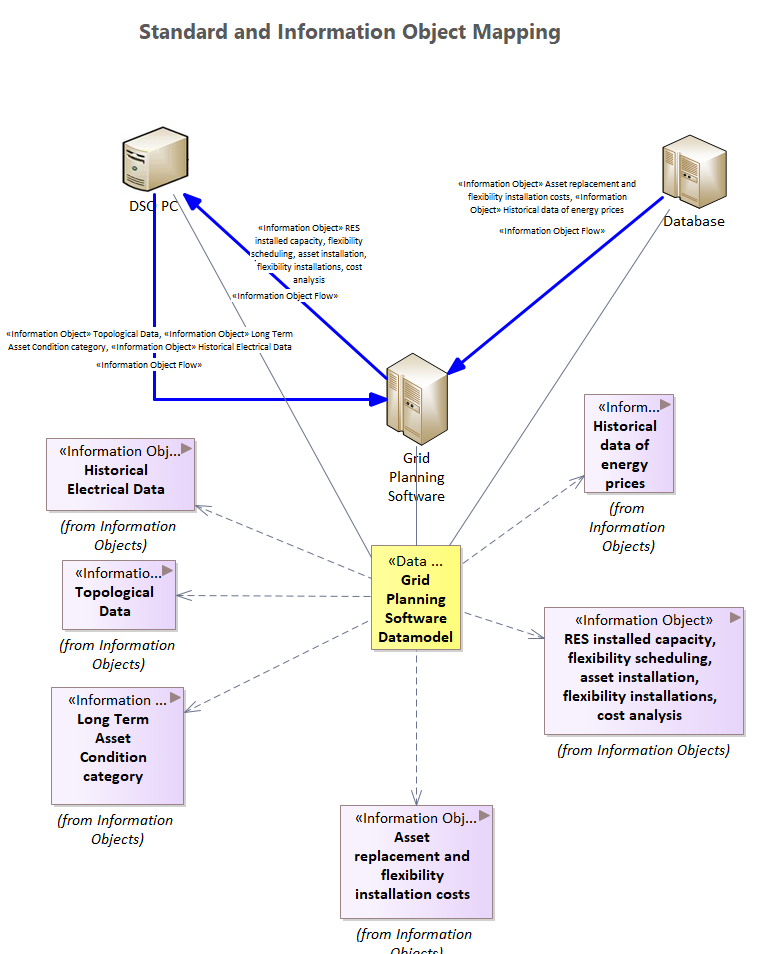 Standard and Information Object Mapping
DSO PC
Database
«Information Object» Asset replacement and
flexibility installation costs, «Information
Object» Historical data of energy prices
«Information Object Flow»
«Information Object» RES
installed capacity, flexibility
scheduling, asset installation,
flexibility installations, cost
analysis
«Information Object Flow»
«Information Object» Topological Data, «Information Object» Long Term
Asset Condition category, «Information Object» Historical Electrical Data
«Information Object Flow»
Grid
Planning
Software
«Inform...
Historical
data of
energy
prices
(from
Information
Objects)
«Information Obj...
Historical
Electrical Data
(from Information
Objects)
«Data ...
Grid
Planning
Software
Datamodel
«Informatio...
Topological
Data
(from Information
Objects)
«Information Object»
RES installed capacity,
flexibility scheduling,
asset installation,
flexibility installations,
cost analysis
(from Information Objects)
«Information ...
Long Term
Asset
Condition
category
(from Information
Objects)
«Information Obj...
Asset
replacement and
flexibility
installation costs
(from Information
Objects)